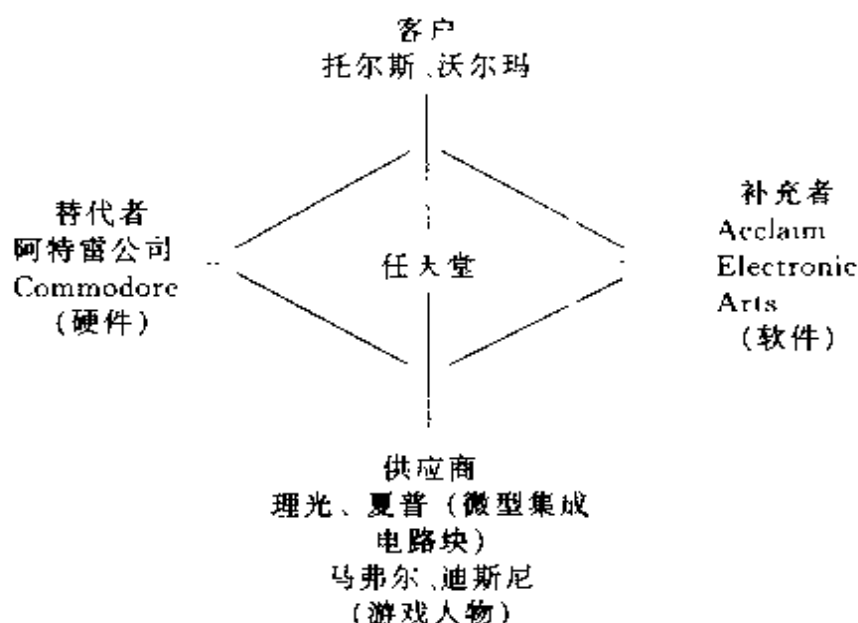 客户
托尔斯、沃尔玛
替代者
阿特雷公司
Commodore
(硬件)
任天堂
补充者
Acclaim
Electronic
Arts
(软件)
供应商
理光、夏普(微型集成
电路块)
马弗尔、迪斯尼
(游戏人物)